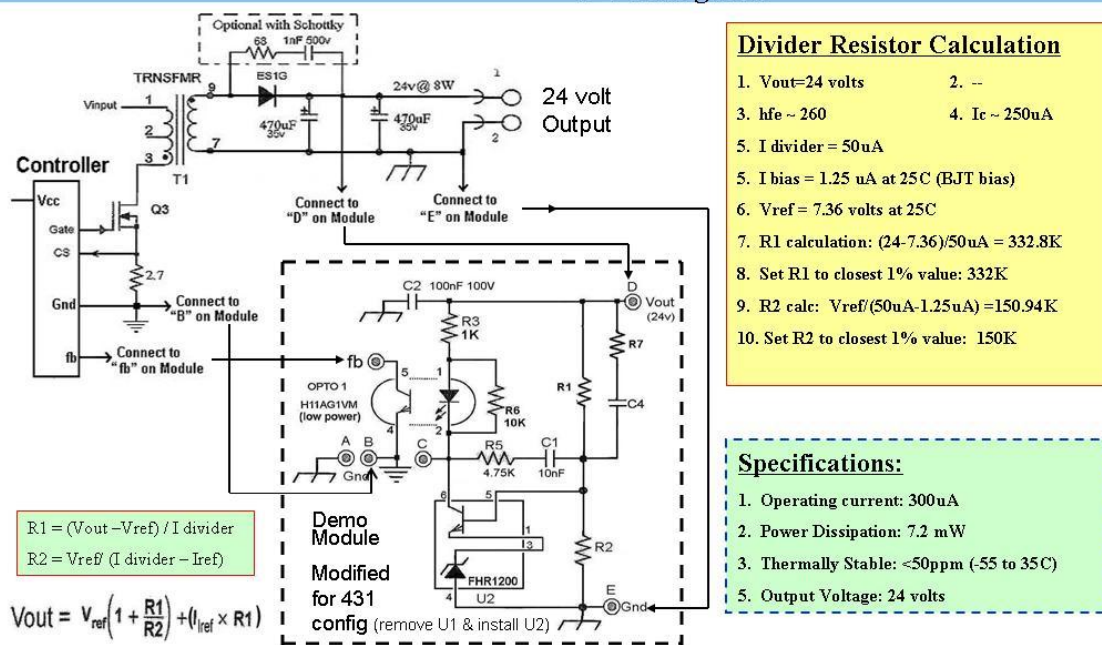 Optional with Schottky
68 1nF 500v
TRNSFMR
9
ES1G
24v@ 8W
1
Vinput
1
2
3
470uF
35v
470uF
35v
24 volt
Output
2
7
T1
Controller
Vcc
Gate
CS
Gnd
fb
Q3
2.7
Connect to
"D" on Module
Connect to
"E" on Module
Connect to
"B" on Module
Connect to
"fb" on Module
C2 100nF 100V
D
Vout
(24v)
R3
1K
R7
fb
5
1
OPTO 1
H11AG1VM
(low power)
R1
C4
R6
10K
4
2
A
B
C
Gnd
R5
4.75K
C1
10nF
6
5
1
3
R2
FHR1200
4
U2
E
Gnd
Demo
Module
Modified
for 431
config (remove U1 & install U2)
R1 = (Vout –Vref) / I divider
R2 = Vref/ (I divider – Iref)
Vout = Vref(1 + R1/R2) +(Iref × R1)
Divider Resistor Calculation
1. Vout=24 volts 2. --
3. hfe ~ 260 4. Ic ~ 250uA
5. I divider = 50uA
5. I bias = 1.25 uA at 25C (BJT bias)
6. Vref = 7.36 volts at 25C
7. R1 calculation: (24-7.36)/50uA = 332.8K
8. Set R1 to closest 1% value: 332K
9. R2 calc: Vref/(50uA-1.25uA) =150.94K
10. Set R2 to closest 1% value: 150K
Specifications:
1. Operating current: 300uA
2. Power Dissipation: 7.2 mW
3. Thermally Stable: <50ppm (-55 to 35C)
5. Output Voltage: 24 volts